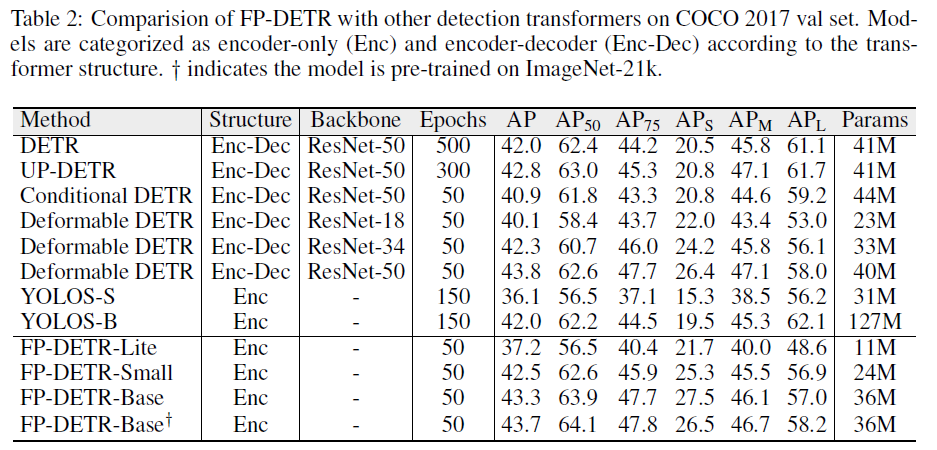 Table 2: Comparision of FP-DETR with other detection transformers on COCO 2017 val set. Mod-
els are categorized as encoder-only (Enc) and encoder-decoder (Enc-Dec) according to the trans-
former structure. † indicates the model is pre-trained on ImageNet-21k.
Method Structure Backbone Epochs AP AP50 AP75 APS APM APL Params
DETR Enc-Dec ResNet-50 500 42.0 62.4 44.2 20.5 45.8 61.1 41M
UP-DETR Enc-Dec ResNet-50 300 42.8 63.0 45.3 20.8 47.1 61.7 41M
Conditional DETR Enc-Dec ResNet-50 50 40.9 61.8 43.3 20.8 44.6 59.2 44M
Deformable DETR Enc-Dec ResNet-18 50 40.1 58.4 43.7 22.0 43.4 53.0 23M
Deformable DETR Enc-Dec ResNet-34 50 42.3 60.7 46.0 24.2 45.8 56.1 33M
Deformable DETR Enc-Dec ResNet-50 50 43.8 62.6 47.7 26.4 47.1 58.0 40M
YOLOS-S Enc - 150 36.1 56.5 37.1 15.3 38.5 56.2 31M
YOLOS-B Enc - 150 42.0 62.2 44.5 19.5 45.3 62.1 127M
FP-DETR-Lite Enc - 50 37.2 56.5 40.4 21.7 40.0 48.6 11M
FP-DETR-Small Enc - 50 42.5 62.6 45.9 25.3 45.5 56.9 24M
FP-DETR-Base Enc - 50 43.3 63.9 47.7 27.5 46.1 57.0 36M
FP-DETR-Base† Enc - 50 43.7 64.1 47.8 26.5 46.7 58.2 36M